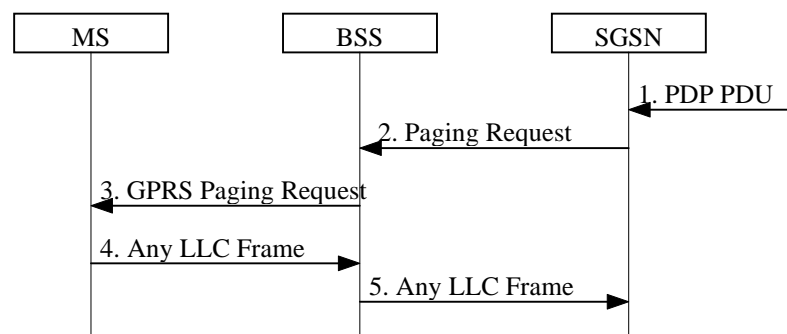 MS
BSS
SGSN
1. PDP PDU
2. Paging Request
3. GPRS Paging Request
4. Any LLC Frame
5. Any LLC Frame